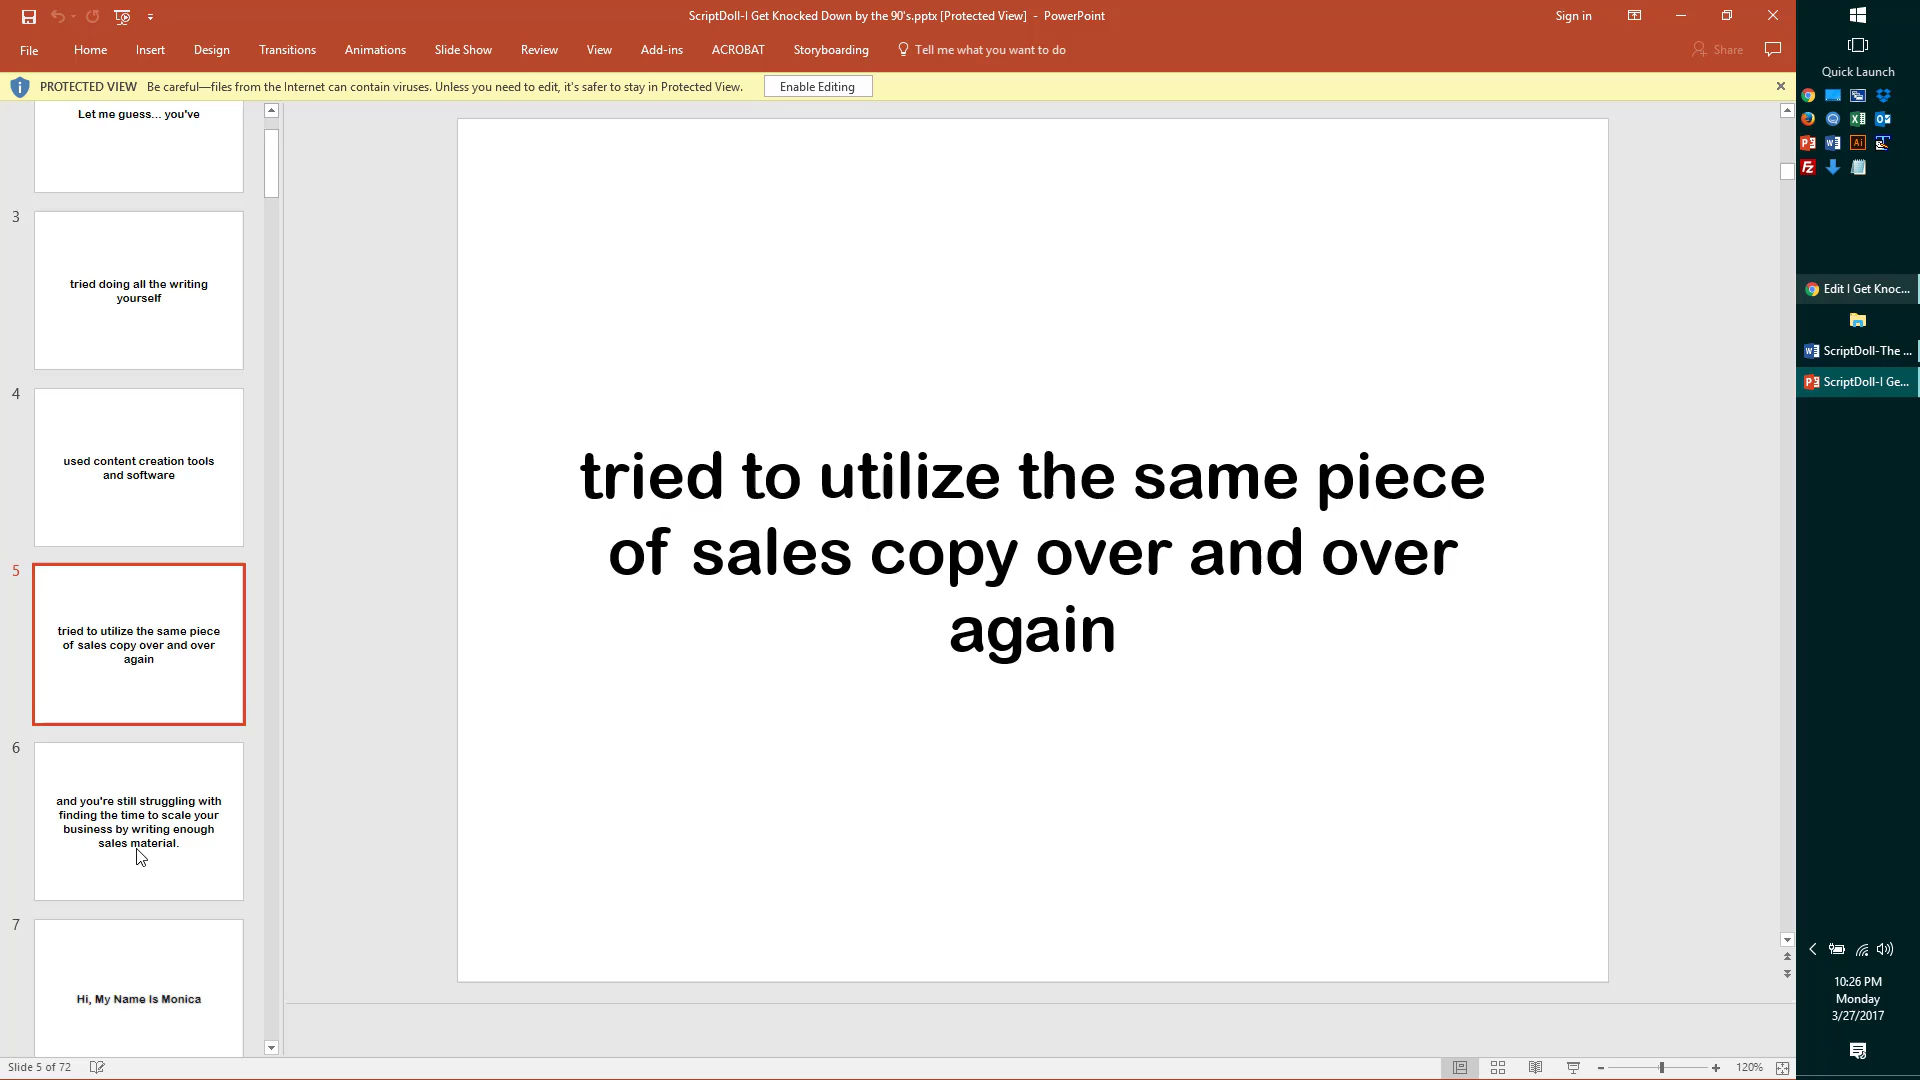 ScriptDoll-I Get Knocked Down by the 90's.pptx [Protected View] - PowerPoint
Sign in
File Home Insert Design Transitions Animations Slide Show Review View Add-ins ACROBAT Storyboarding Tell me what you want to do Share
PROTECTED VIEW Be careful—files from the Internet can contain viruses. Unless you need to edit, it's safer to stay in Protected View. Enable Editing
Let me guess... you've
3
tried doing all the writing
yourself
4
used content creation tools
and software
5
tried to utilize the same piece
of sales copy over and over
again
6
and you're still struggling with
finding the time to scale your
business by writing enough
sales material.
7
Hi, My Name Is Monica
tried to utilize the same piece
of sales copy over and over
again
Slide 5 of 72
120%
Quick Launch
Edit I Get Knoc...
ScriptDoll-The ...
ScriptDoll-I Ge...
10:26 PM
Monday
3/27/2017